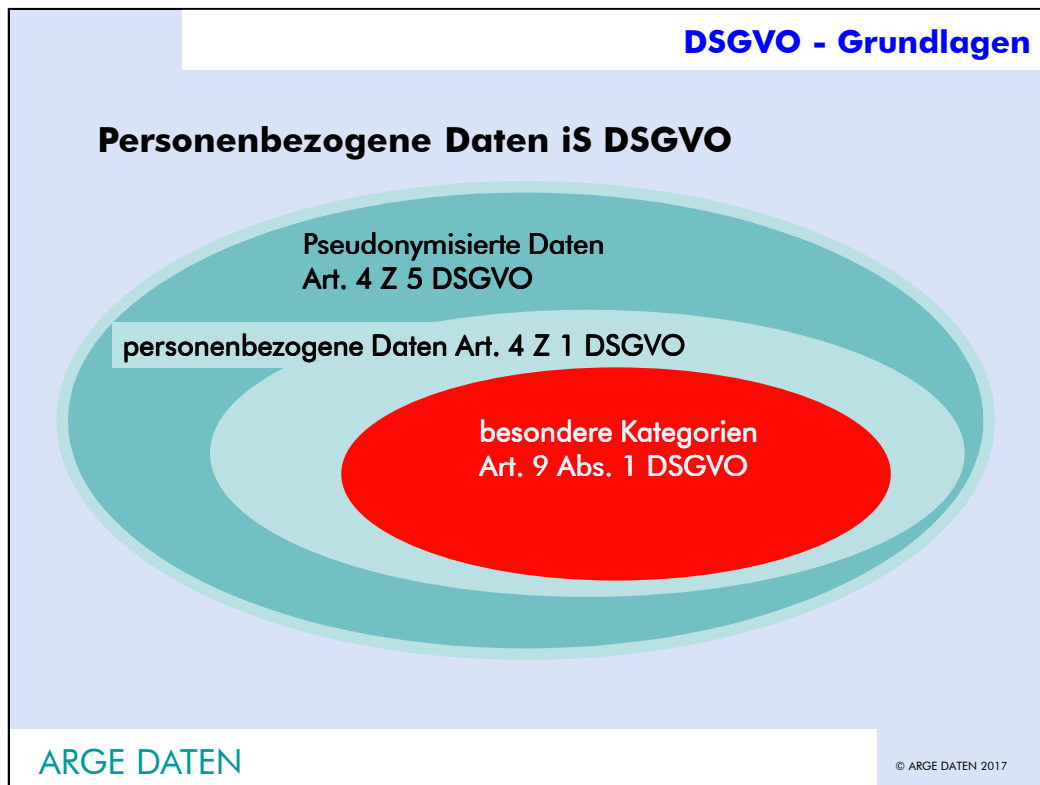 DSGVO - Grundlagen
Personenbezogene Daten iS DSGVO
Pseudonymisierte Daten
Art. 4 Z 5 DSGVO
personenbezogene Daten Art. 4 Z 1 DSGVO
besondere Kategorien
Art. 9 Abs. 1 DSGVO
ARGE DATEN
© ARGE DATEN 2017